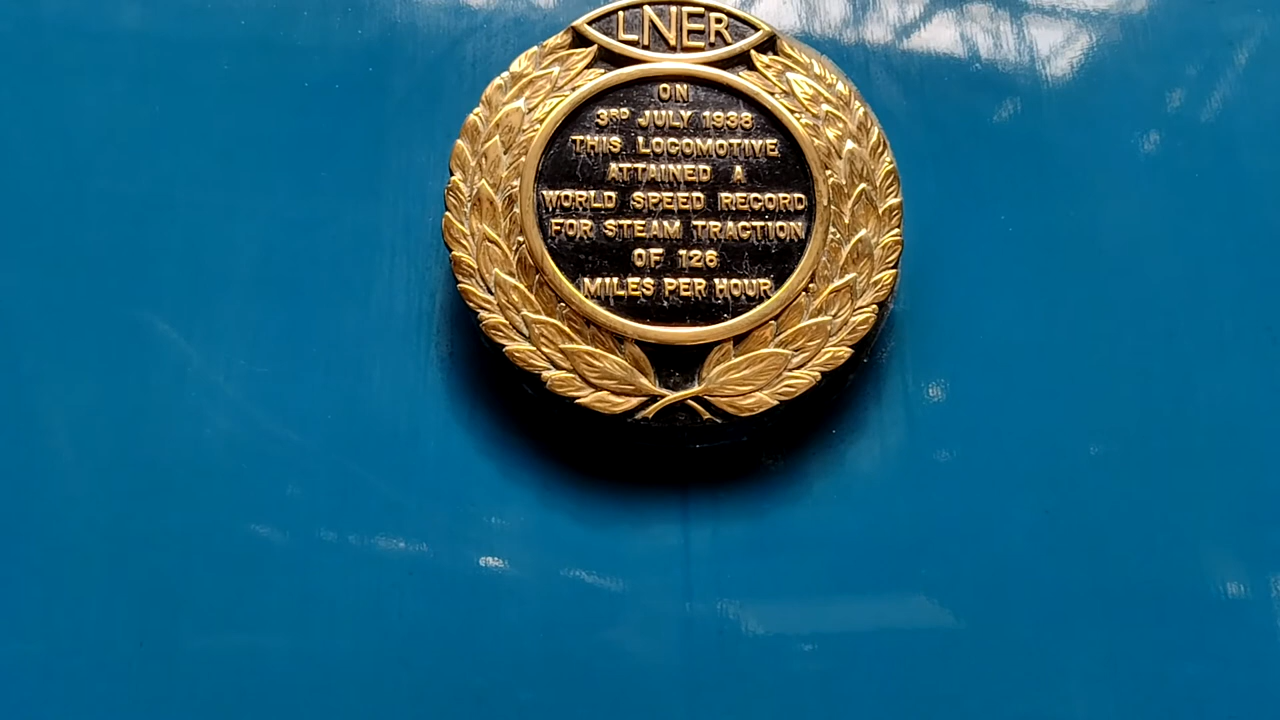 LNER
ON
3RD JULY 1938
THIS LOCOMOTIVE
ATTAINED A
WORLD SPEED RECORD
FOR STEAM TRACTION
OF 126
MILES PER HOUR